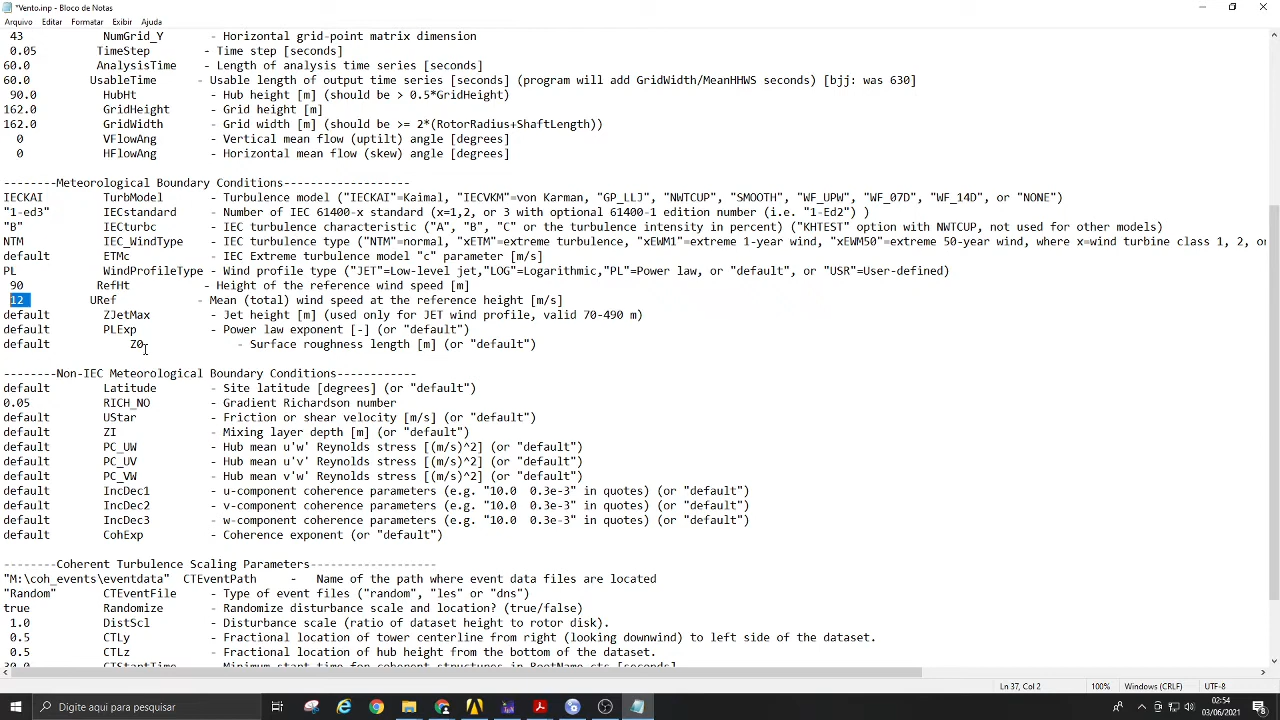 *Vento.inp - Bloco de Notas
Arquivo Editar Formatar Exibir Ajuda
43 NumGrid_Y - Horizontal grid-point matrix dimension
0.05 TimeStep - Time step [seconds]
60.0 AnalysisTime - Length of analysis time series [seconds]
60.0 UsableTime - Usable length of output time series [seconds] (program will add GridWidth/MeanHHWS seconds) [bjj: was 630]
90.0 HubHt - Hub height [m] (should be > 0.5*GridHeight)
162.0 GridHeight - Grid height [m]
162.0 GridWidth - Grid width [m] (should be >= 2*(RotorRadius+ShaftLength))
0 VFlowAng - Vertical mean flow (uptilt) angle [degrees]
0 HFlowAng - Horizontal mean flow (skew) angle [degrees]
--------Meteorological Boundary Conditions-------------------
IECKAI TurbModel - Turbulence model ("IECKAI"=Kaimal, "IECVKM"=von Karman, "GP_LLJ", "NWTCUP", "SMOOTH", "WF_UPW", "WF_07D", "WF_14D", or "NONE")
"1-ed3" IECstandard - Number of IEC 61400-x standard (x=1,2, or 3 with optional 61400-1 edition number (i.e. "1-Ed2") )
"B" IECturbc - IEC turbulence characteristic ("A", "B", "C" or the turbulence intensity in percent) ("KHTEST" option with NWTCUP, not used for other models)
NTM IEC_WindType - IEC turbulence type ("NTM"=normal, "xETM"=extreme turbulence, "xEWM1"=extreme 1-year wind, "xEWM50"=extreme 50-year wind, where x=wind turbine class 1, 2, o
default ETMc - IEC Extreme turbulence model "c" parameter [m/s]
PL WindProfileType - Wind profile type ("JET"=Low-level jet,"LOG"=Logarithmic,"PL"=Power law, or "default", or "USR"=User-defined)
90 RefHt - Height of the reference wind speed [m]
12 URef - Mean (total) wind speed at the reference height [m/s]
default ZJetMax - Jet height [m] (used only for JET wind profile, valid 70-490 m)
default PLExp - Power law exponent [-] (or "default")
default Z0 - Surface roughness length [m] (or "default")
--------Non-IEC Meteorological Boundary Conditions------------
default Latitude - Site latitude [degrees] (or "default")
0.05 RICH_NO - Gradient Richardson number
default UStar - Friction or shear velocity [m/s] (or "default")
default ZI - Mixing layer depth [m] (or "default")
default PC_UW - Hub mean u'w' Reynolds stress [(m/s)^2] (or "default")
default PC_UV - Hub mean u'v' Reynolds stress [(m/s)^2] (or "default")
default PC_VW - Hub mean v'w' Reynolds stress [(m/s)^2] (or "default")
default IncDec1 - u-component coherence parameters (e.g. "10.0 0.3e-3" in quotes) (or "default")
default IncDec2 - v-component coherence parameters (e.g. "10.0 0.3e-3" in quotes) (or "default")
default IncDec3 - w-component coherence parameters (e.g. "10.0 0.3e-3" in quotes) (or "default")
default CohExp - Coherence exponent (or "default")
--------Coherent Turbulence Scaling Parameters-------------------
"M:\coh_events\eventdata" CTEventPath - Name of the path where event data files are located
"Random" CTEventFile - Type of event files ("random", "les" or "dns")
true Randomize - Randomize disturbance scale and location? (true/false)
1.0 DistScl - Disturbance scale (ratio of dataset height to rotor disk).
0.5 CTLy - Fractional location of tower centerline from right (looking downwind) to left side of the dataset.
0.5 CTLz - Fractional location of hub height from the bottom of the dataset.
30.0 CTStartTime - Minimum start time for coherent structures in RootName.cts [seconds]
Ln 37, Col 2 100% Windows (CRLF) UTF-8
Digite aqui para pesquisar
02:54
03/06/2021
8